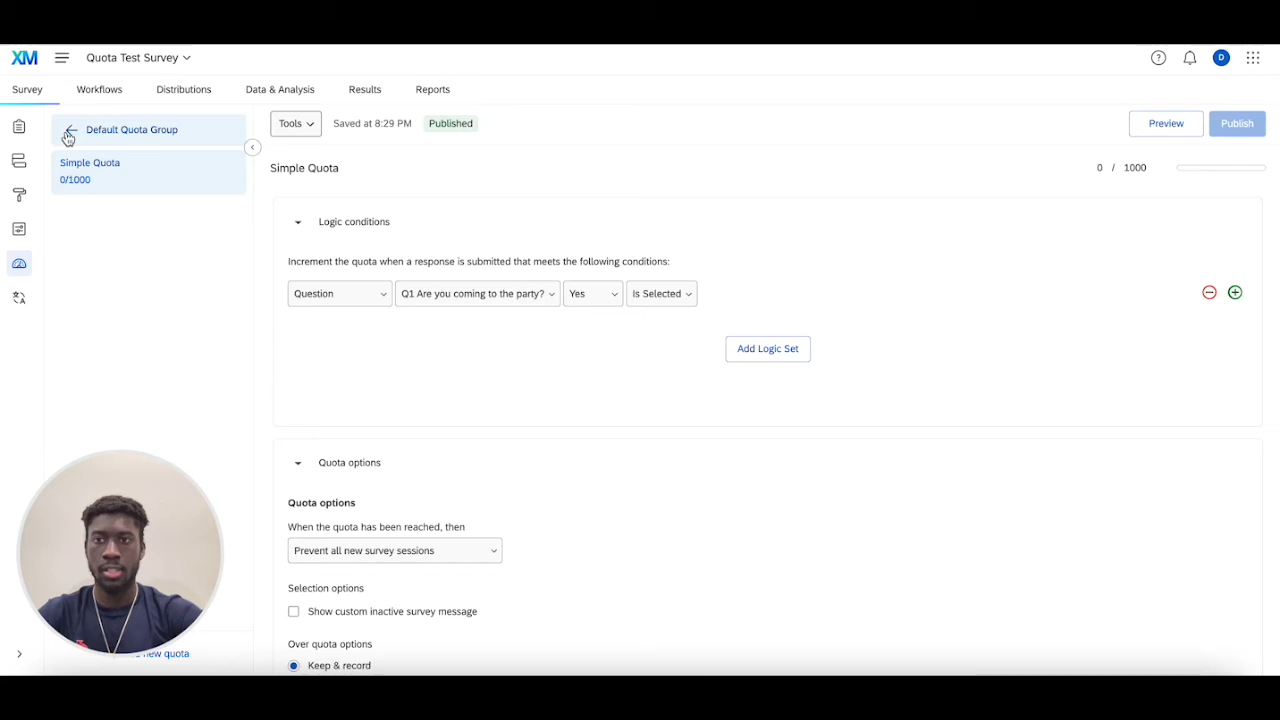 XM Quota Test Survey D
Survey Workflows Distributions Data & Analysis Results Reports
Default Quota Group
Tools Saved at 8:29 PM Published Preview Publish
Simple Quota
0/1000
Simple Quota 0 / 1000
Logic conditions
Increment the quota when a response is submitted that meets the following conditions:
Question Q1 Are you coming to the party? Yes Is Selected
Add Logic Set
Quota options
Quota options
When the quota has been reached, then
Prevent all new survey sessions
Selection options
Show custom inactive survey message
Over quota options
new quota
Keep & record